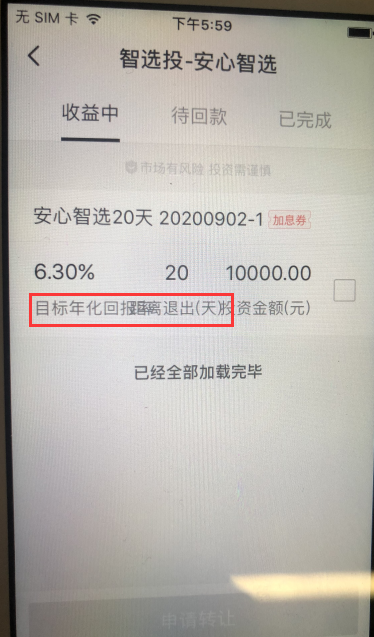 无 SIM 卡 下午5:59
智选投-安心智选
收益中 待回款 已完成
市场有风险 投资需谨慎
安心智选20天 20200902-1 加息券
6.30% 20 10000.00
目标年化回报率 距离退出(天) 投资金额(元)
已经全部加载完毕
申请转让